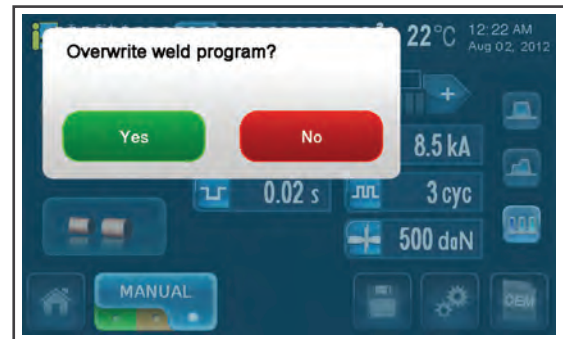 22°C
12:22 AM
Aug 02, 2012
Overwrite weld program?
Yes
No
+
8.5 kA
0.02 s
3 cyc
500 daN
MANUAL
OEM